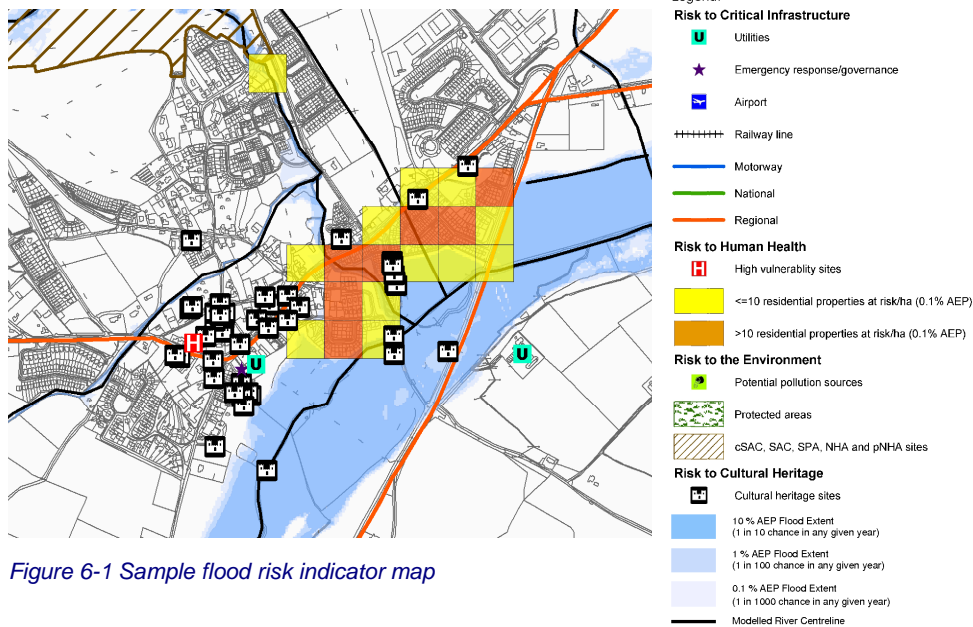 Legend:
Risk to Critical Infrastructure
U Utilities
Emergency response/governance
Airport
Railway line
Motorway
National
Regional
Risk to Human Health
H High vulnerablity sites
<=10 residential properties at risk/ha (0.1% AEP)
>10 residential properties at risk/ha (0.1% AEP)
Risk to the Environment
Potential pollution sources
Protected areas
cSAC, SAC, SPA, NHA and pNHA sites
Risk to Cultural Heritage
Cultural heritage sites
10 % AEP Flood Extent
(1 in 10 chance in any given year)
1 % AEP Flood Extent
(1 in 100 chance in any given year)
0.1 % AEP Flood Extent
(1 in 1000 chance in any given year)
Modelled River Centreline
H
U
U
Figure 6-1 Sample flood risk indicator map